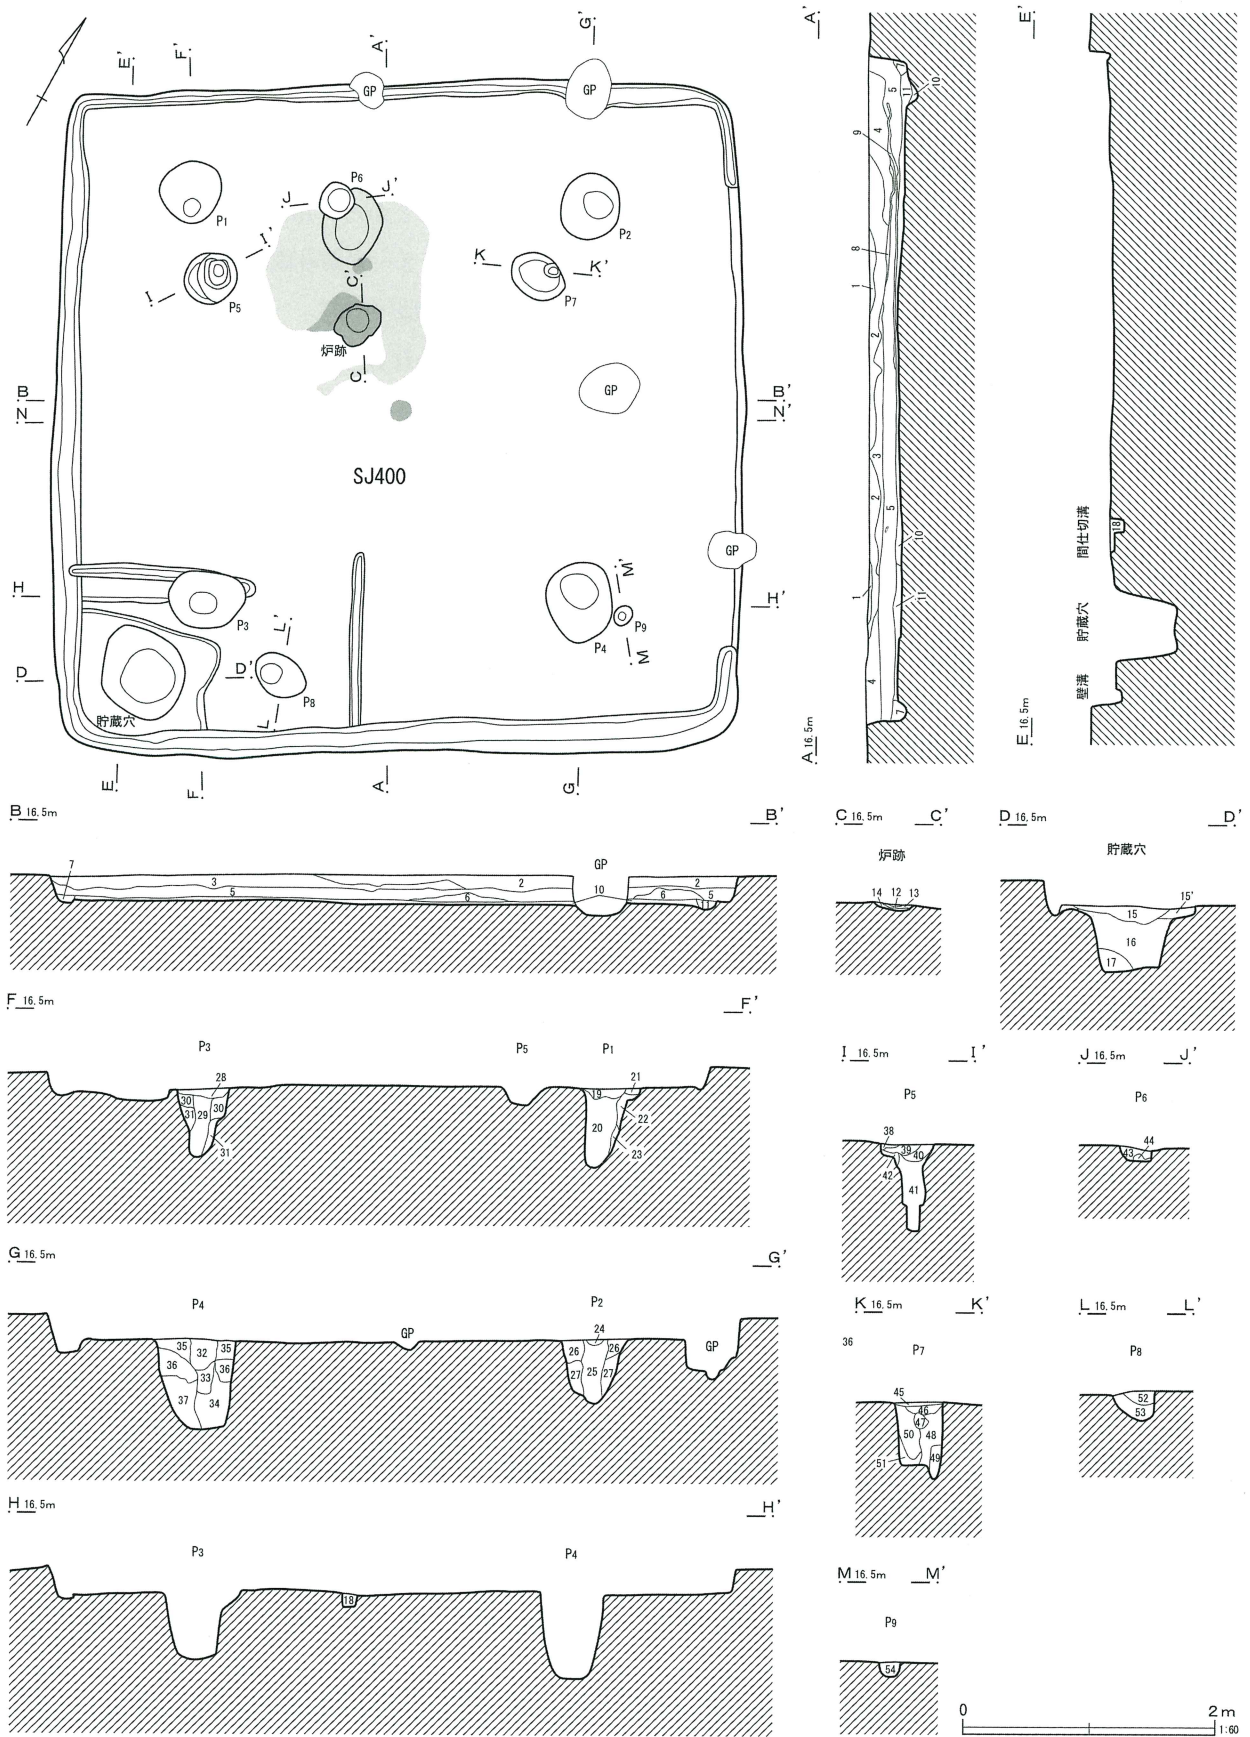 E' F' A' G'
GP GP
P1 P6 J J' P2
I I' P5 C' K K' P7
炉跡 C
B B'
N N'
GP
SJ400
GP
H H'
P3 L' M' P9
P4 M
D D' P8
貯蔵穴 L
E F A G
A'
10
11
5
4
9
8
1
2
3
2
5
10
11
1
4
7
A 16.5m
E'
18
間仕切溝
貯蔵穴
壁溝
E 16.5m
B 16.5m B'
7 3 5 2 6 GP 10 2 6 5 11
C 16.5m C'
炉跡
14 12 13
D 16.5m D'
貯蔵穴
15 15' 16 17
F 16.5m F'
P3 P5 P1
28 30 29 30 31 31 19 21 20 22 23
I 16.5m I'
P5
38 39 40 42 41
J 16.5m J'
P6
43 44
G 16.5m G'
P4 GP P2 GP
35 32 35 36 33 36 37 34 24 26 26 27 25 27
K 16.5m K'
36 P7
45 46 47 50 48 51 49
L 16.5m L'
P8
52 53
H 16.5m H'
P3 P4
18
M 16.5m M'
P9
54
0 2m
1:60